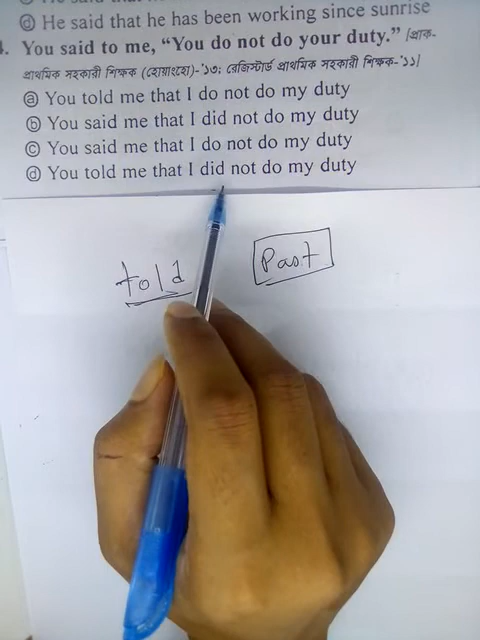 ⓓ He said that he has been working since sunrise
4. You said to me, “You do not do your duty.” [প্রাক-
প্রাথমিক সহকারী শিক্ষক (হোয়াংহো)-'১৩; রেজিস্টার্ড প্রাথমিক সহকারী শিক্ষক-'১১]
ⓐ You told me that I do not do my duty
ⓑ You said me that I did not do my duty
ⓒ You said me that I do not do my duty
ⓓ You told me that I did not do my duty
told Past